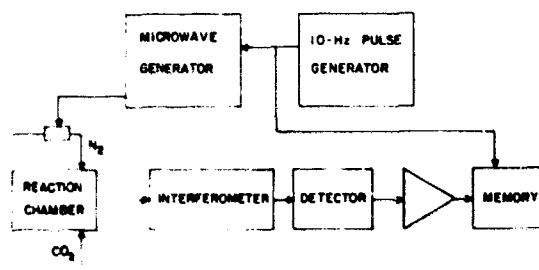 MICROWAVE
GENERATOR
10-Hz PULSE
GENERATOR
N2
REACTION
CHAMBER
CO2
INTERFEROMETER
DETECTOR
MEMORY